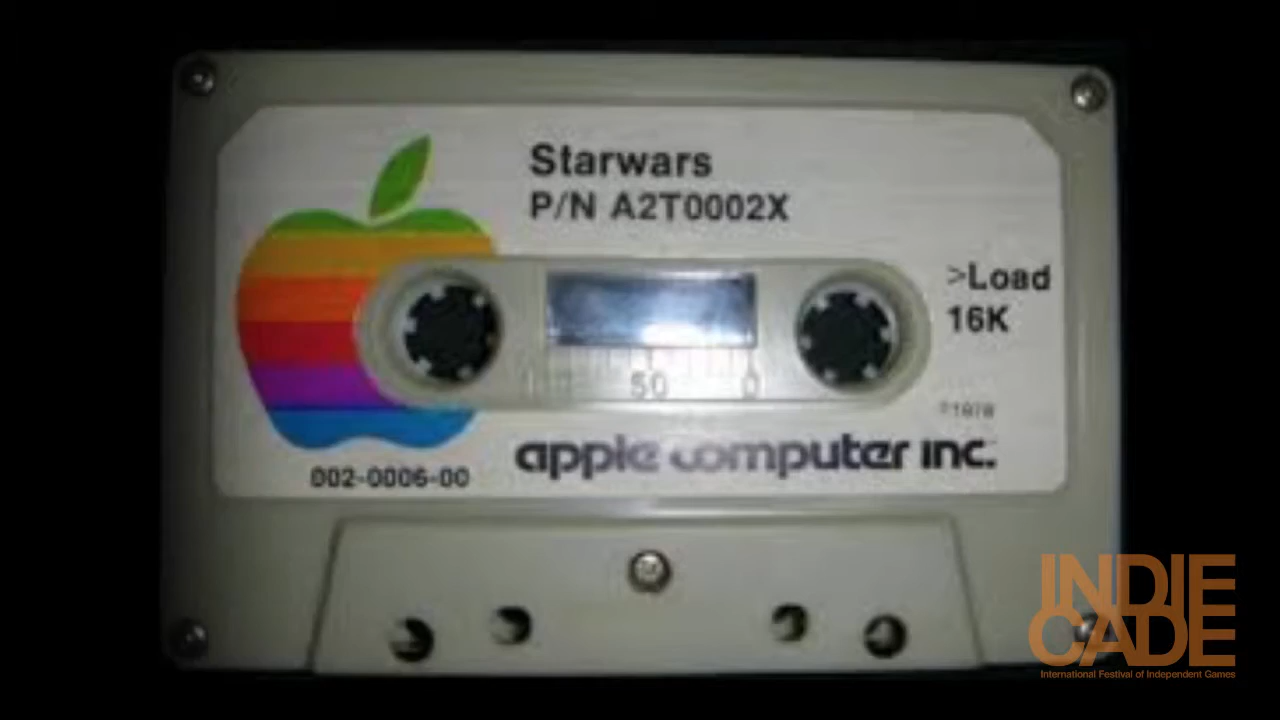 Starwars
P/N A2T0002X
>Load
16K
50
0
©1978
apple computer inc.
002-0006-00
INDIE
CADE
International Festival of Independent Games